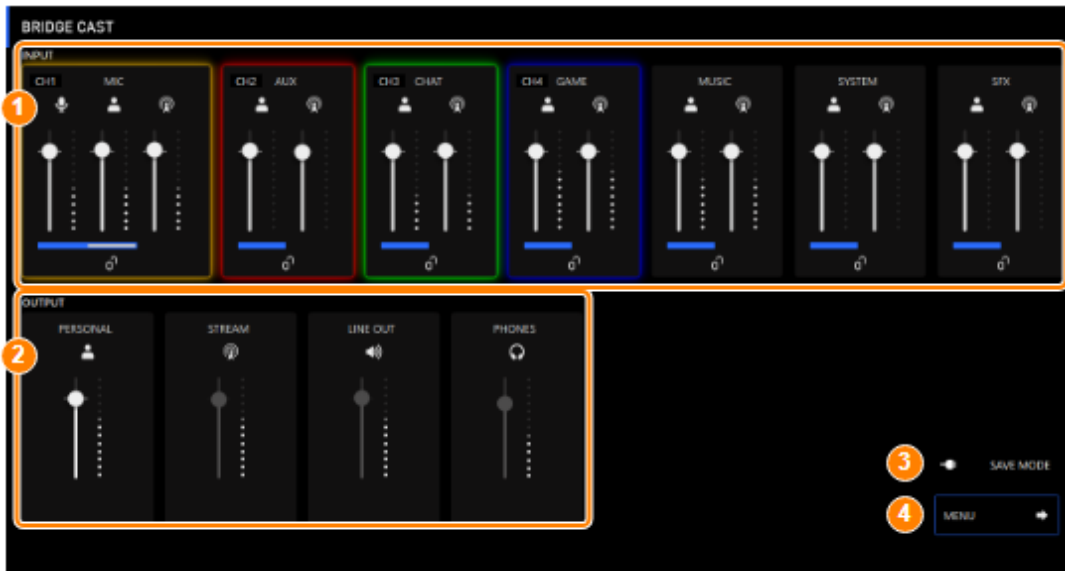 BRIDGE CAST
INPUT
CH1 MIC
CH2 AUX
CH3 CHAT
CH4 GAME
MUSIC
SYSTEM
SFX
1
OUTPUT
PERSONAL
STREAM
LINE OUT
PHONES
2
3 SAVE MODE
4 MENU